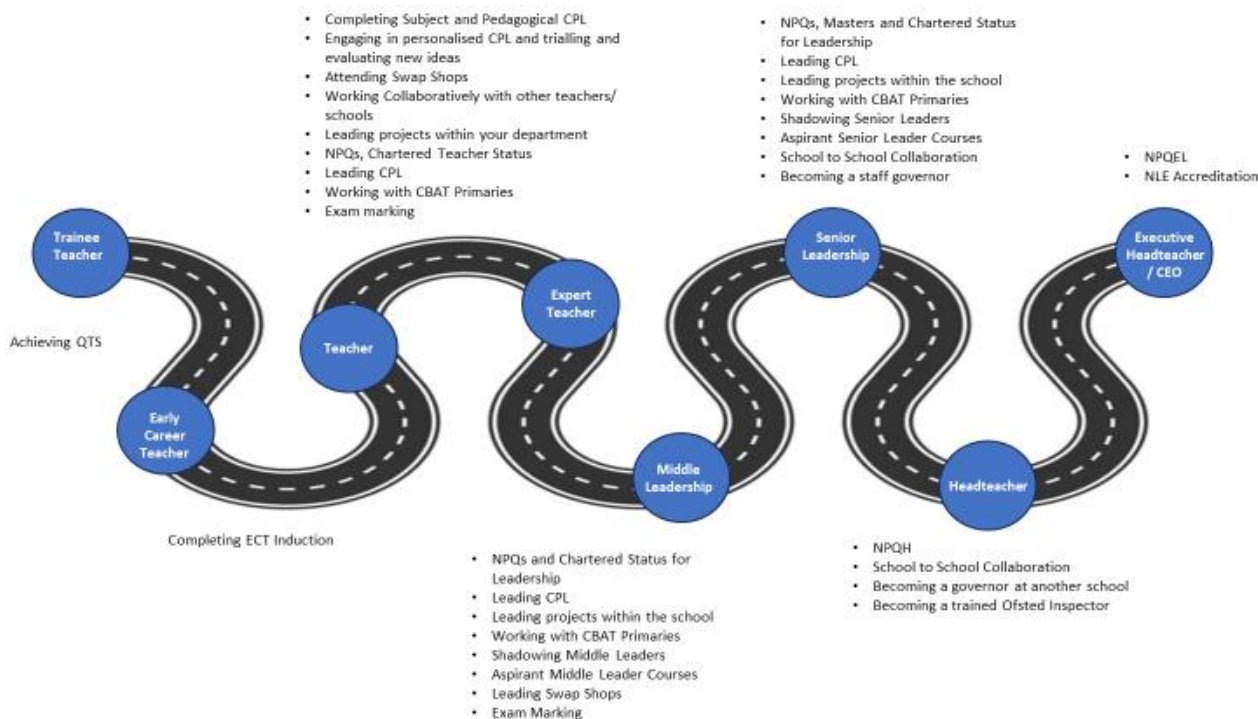 • Completing Subject and Pedagogical CPL
• Engaging in personalised CPL and trialling and
evaluating new ideas
• Attending Swap Shops
• Working Collaboratively with other teachers/
schools
• Leading projects within your department
• NPQs, Chartered Teacher Status
• Leading CPL
• Working with CBAT Primaries
• Exam marking
• NPQs, Masters and Chartered Status
for Leadership
• Leading CPL
• Leading projects within the school
• Working with CBAT Primaries
• Shadowing Senior Leaders
• Aspirant Senior Leader Courses
• School to School Collaboration
• Becoming a staff governor
• NPQEL
• NLE Accreditation
Trainee
Teacher
Achieving QTS
Early
Career
Teacher
Completing ECT Induction
Teacher
Expert
Teacher
Middle
Leadership
Senior
Leadership
Headteacher
Executive
Headteacher
/ CEO
• NPQs and Chartered Status for
Leadership
• Leading CPL
• Leading projects within the school
• Working with CBAT Primaries
• Shadowing Middle Leaders
• Aspirant Middle Leader Courses
• Leading Swap Shops
• Exam Marking
• NPQH
• School to School Collaboration
• Becoming a governor at another school
• Becoming a trained Ofsted Inspector